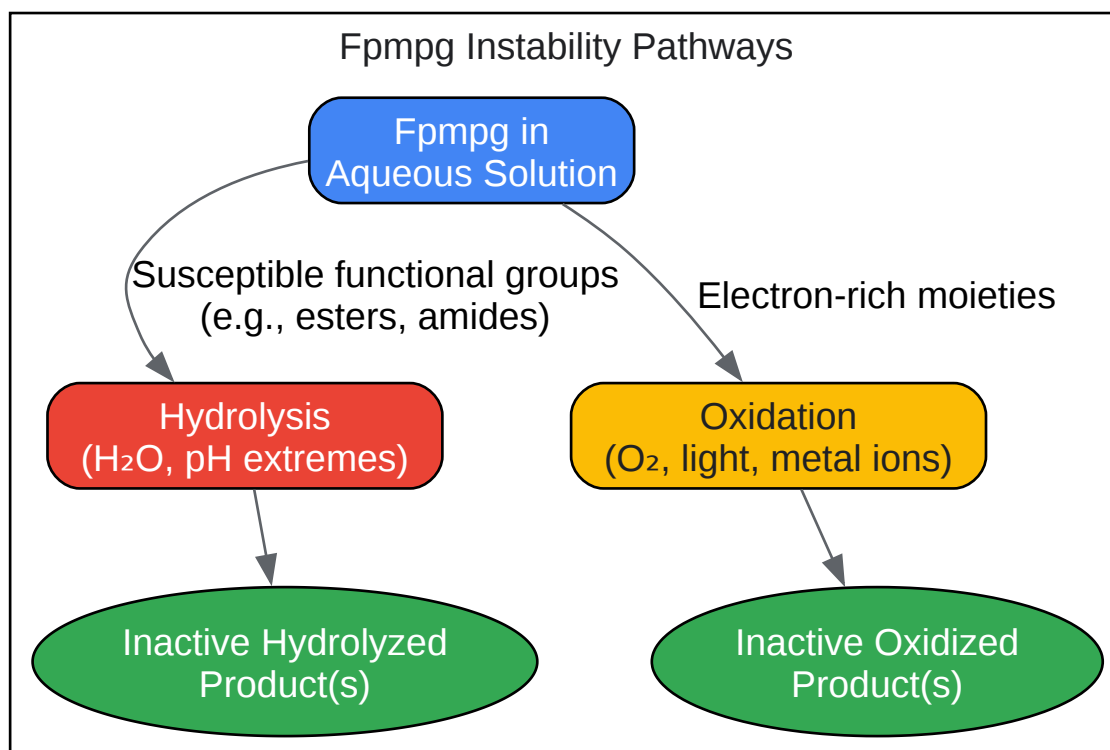 Fpmpg Instability Pathways
Fpmpg in
Aqueous Solution
Susceptible functional groups
(e.g., esters, amides)
Electron-rich moieties
Hydrolysis
(H₂O, pH extremes)
Oxidation
(O₂, light, metal ions)
Inactive Hydrolyzed
Product(s)
Inactive Oxidized
Product(s)